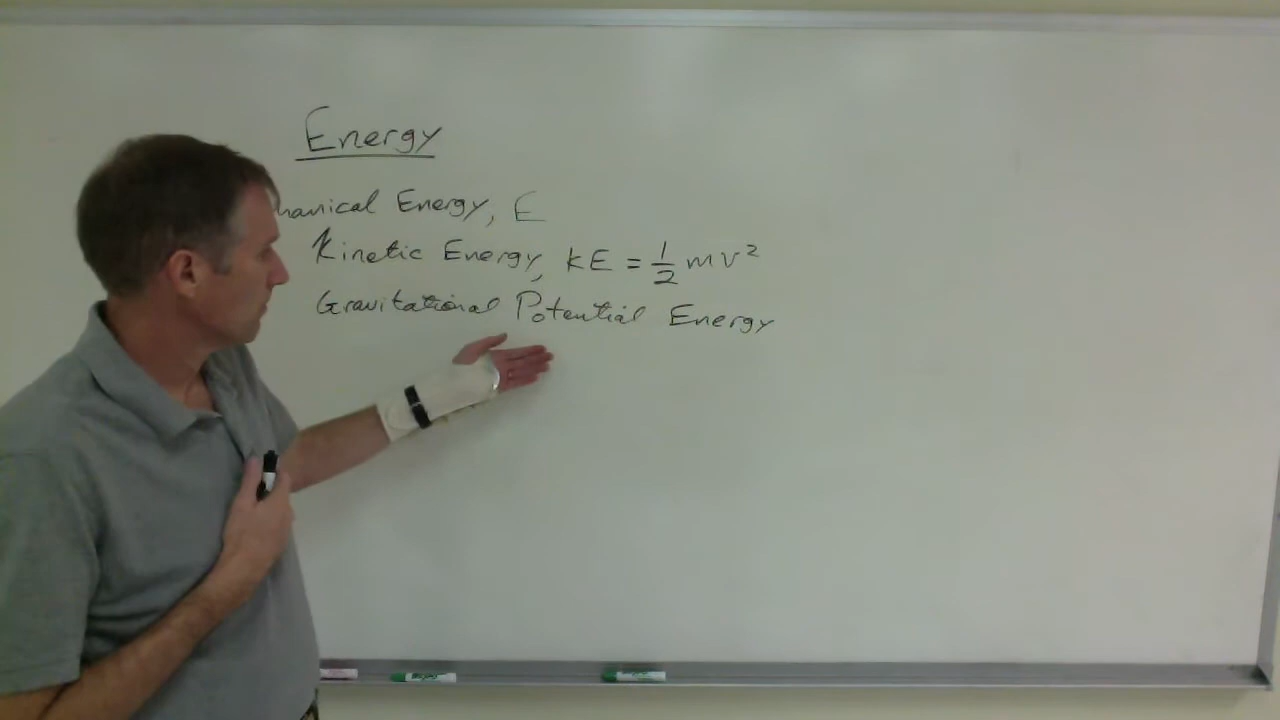 Energy
hanical Energy, E
Kinetic Energy, KE = 1/2 mv²
Gravitational Potential Energy